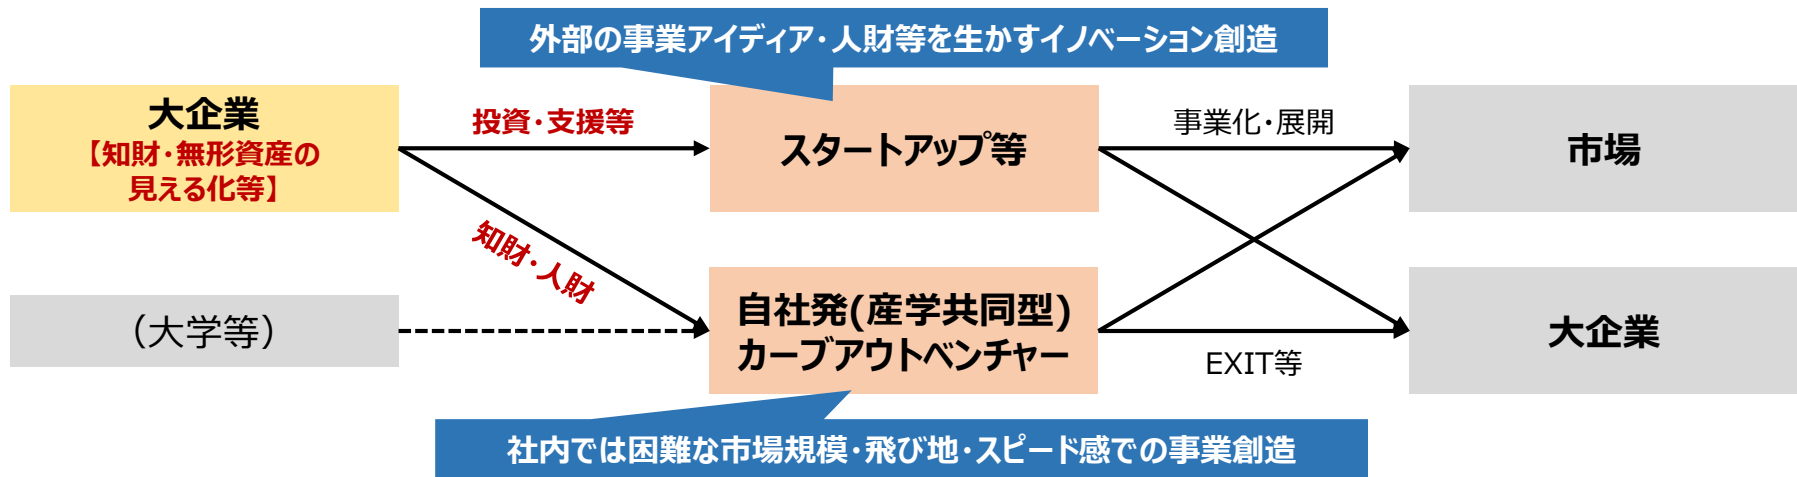 外部の事業アイディア・人財等を生かすイノベーション創造
大企業
【知財・無形資産の
見える化等】
投資・支援等
スタートアップ等
事業化・展開
市場
知財・人財
（大学等）
自社発(産学共同型)
カーブアウトベンチャー
EXIT等
大企業
社内では困難な市場規模・飛び地・スピード感での事業創造